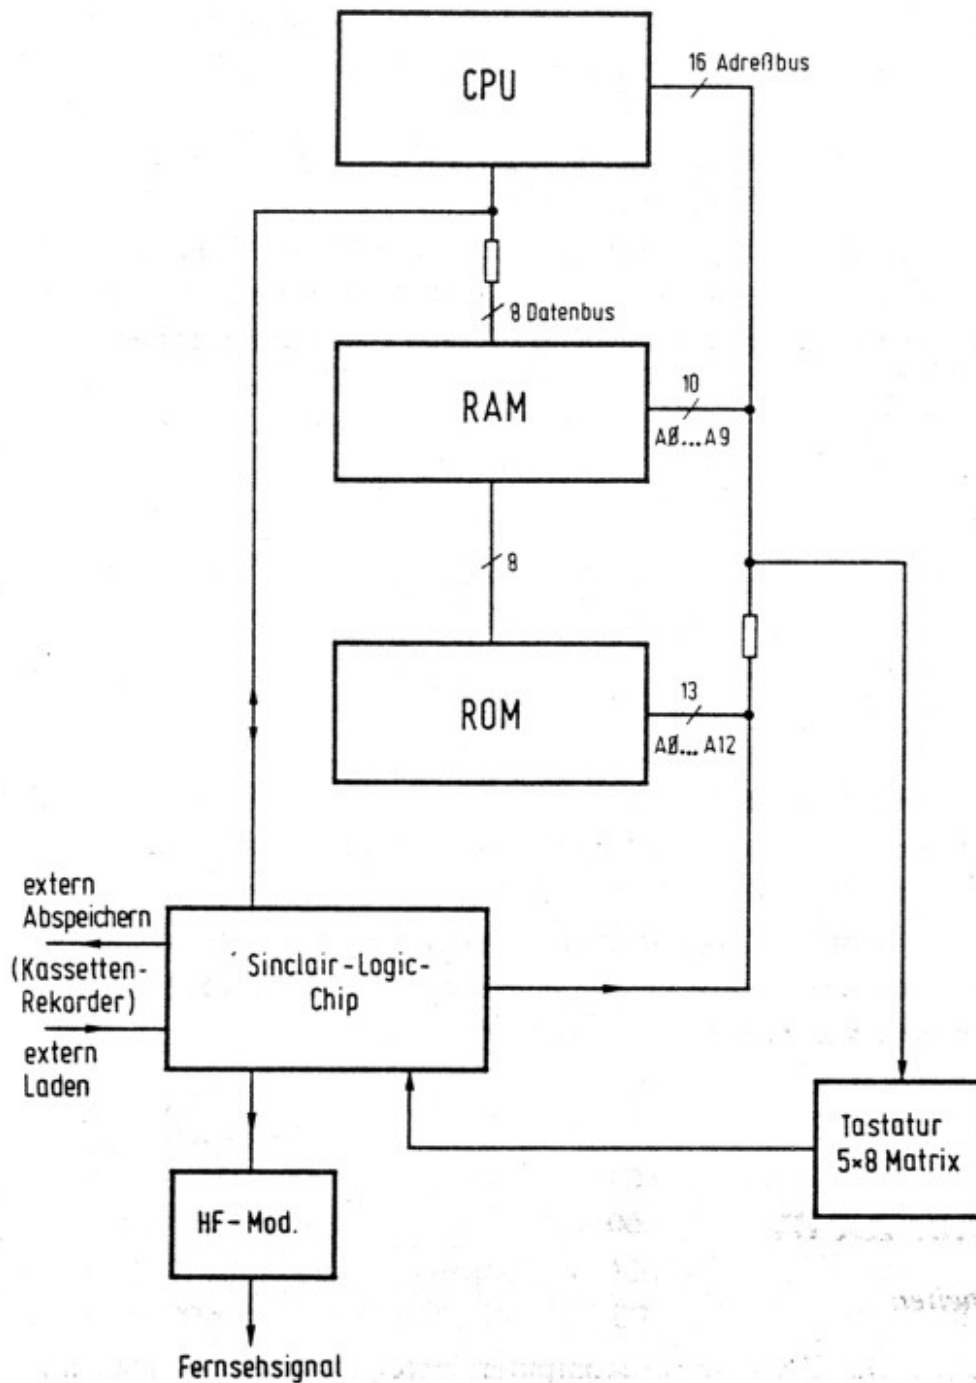 CPU
16 Adreßbus
8 Datenbus
RAM
10
AØ...A9
8
ROM
13
AØ...A12
extern
Abspeichern
(Kassetten-
Rekorder)
extern
Laden
Sinclair-Logic-
Chip
Tastatur
5×8 Matrix
HF-Mod.
Fernsehsignal